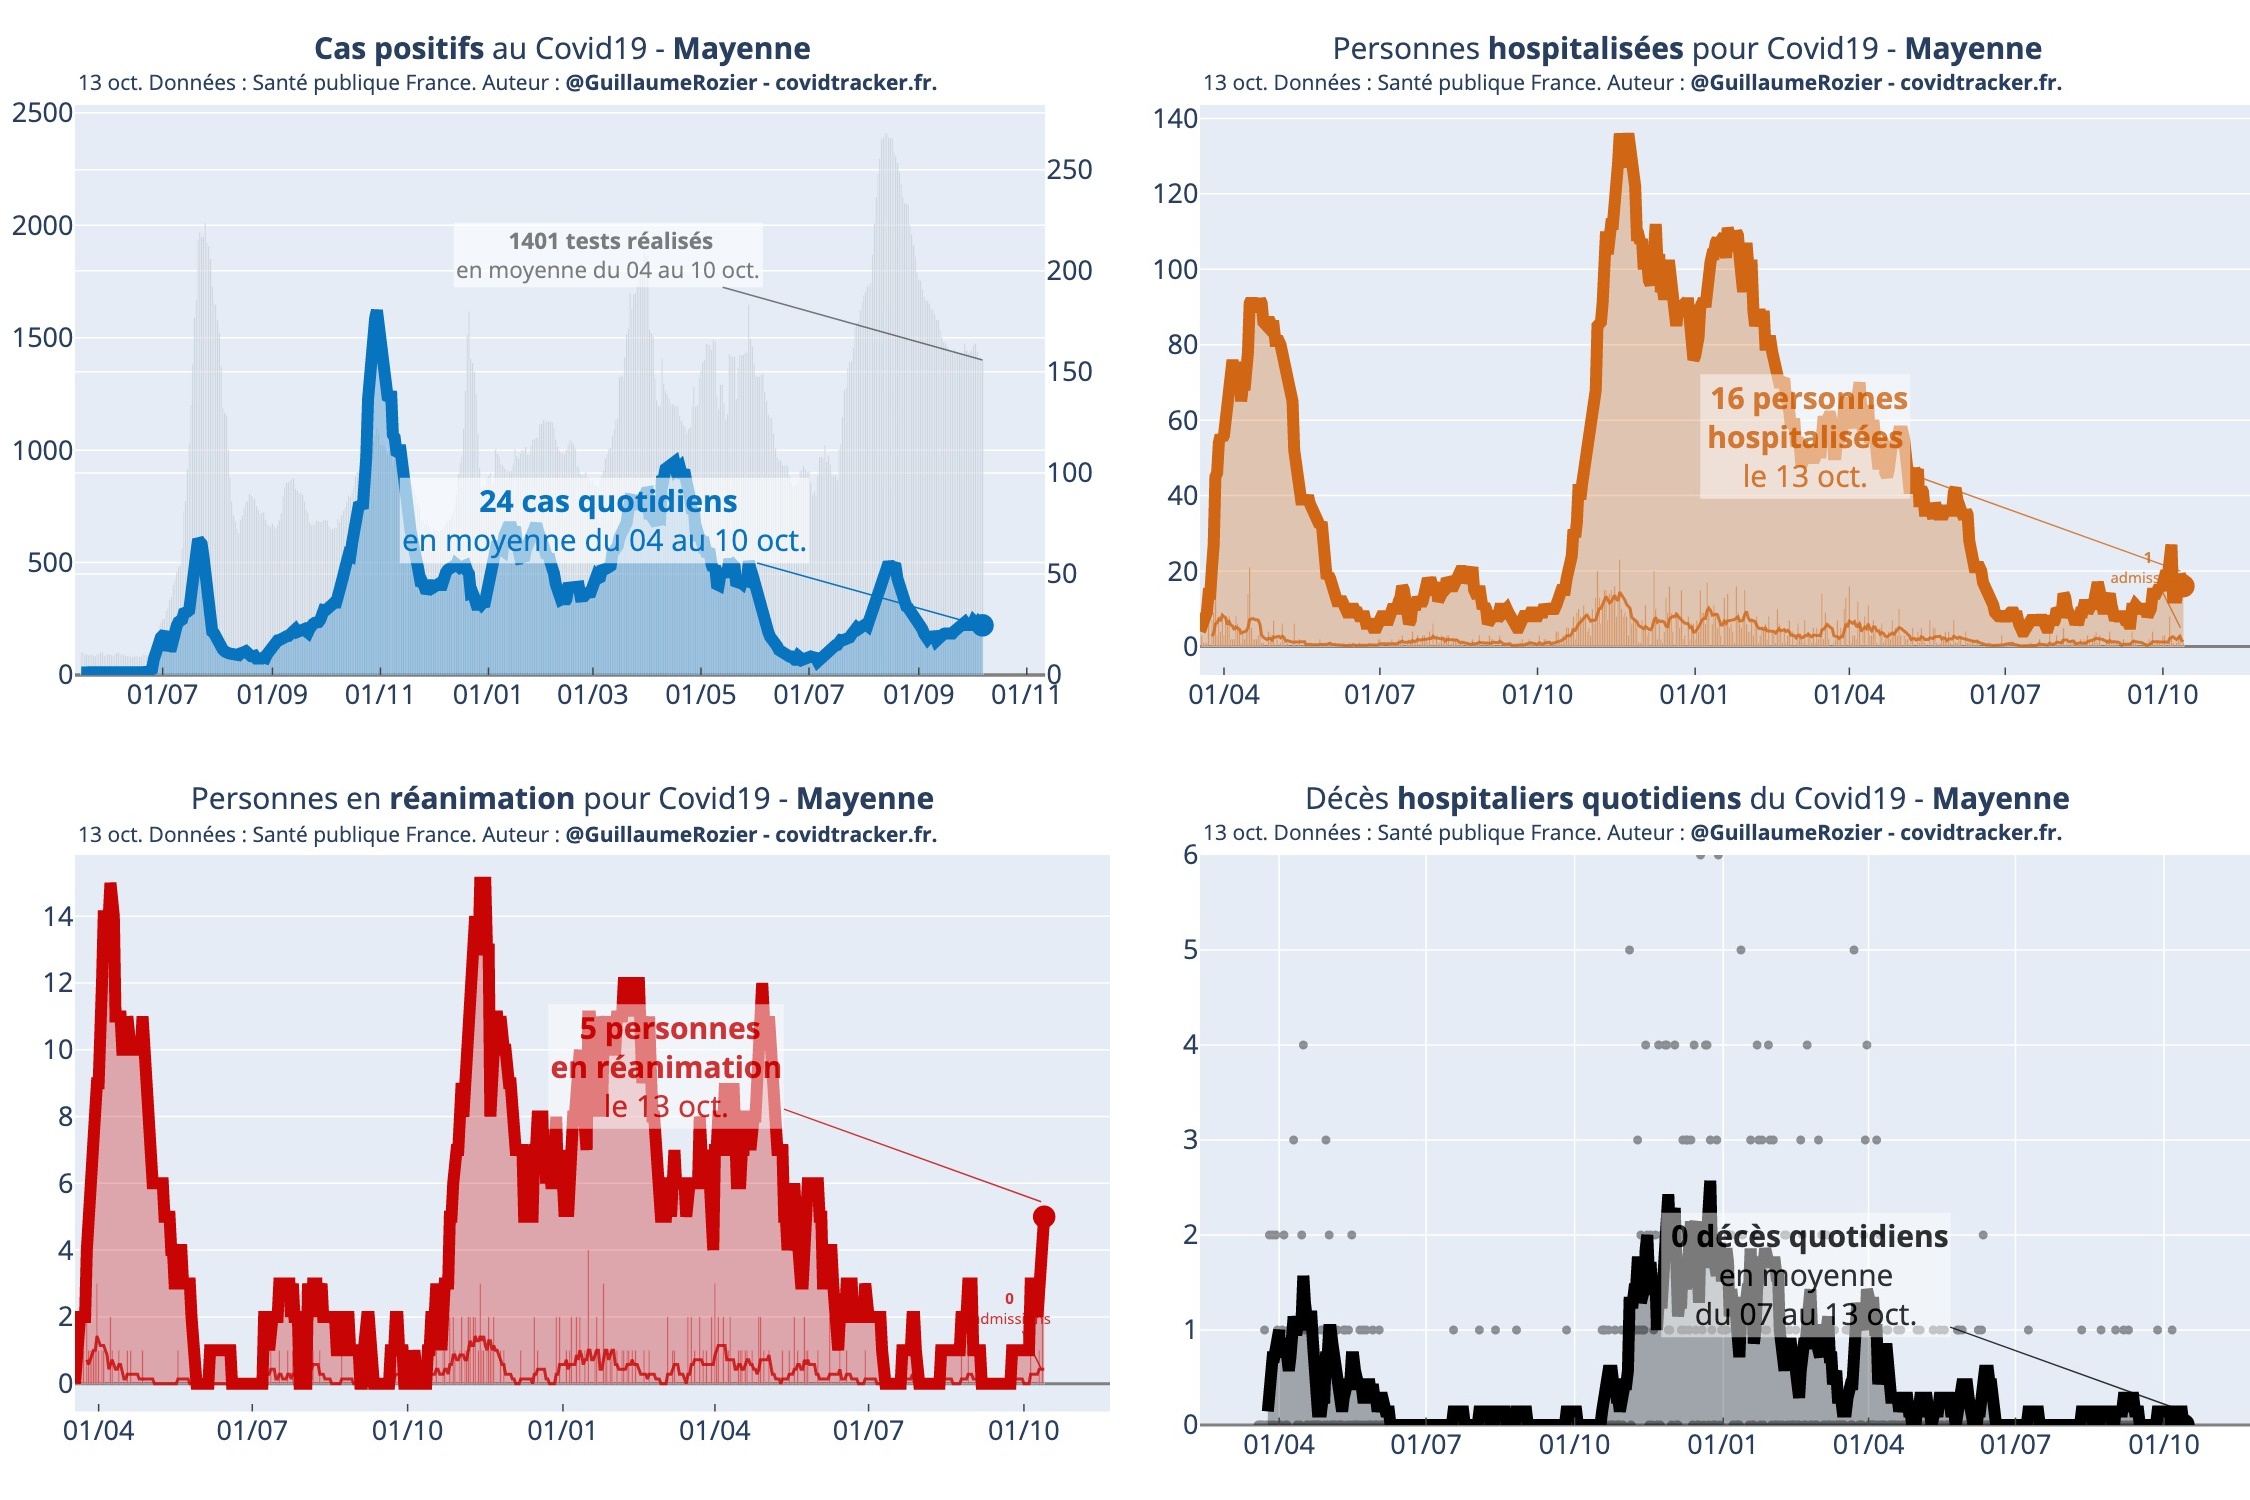 Cas positifs au Covid19 - Mayenne
13 oct. Données : Santé publique France. Auteur : @GuillaumeRozier - covidtracker.fr.
2500
2000
1500
1000
500
0
250
200
150
100
50
0
1401 tests réalisés
en moyenne du 04 au 10 oct.
24 cas quotidiens
en moyenne du 04 au 10 oct.
01/07 01/09 01/11 01/01 01/03 01/05 01/07 01/09 01/11
Personnes hospitalisées pour Covid19 - Mayenne
13 oct. Données : Santé publique France. Auteur : @GuillaumeRozier - covidtracker.fr.
140
120
100
80
60
40
20
0
16 personnes
hospitalisées
le 13 oct.
1
01/04 01/07 01/10 01/01 01/04 01/07 01/10
Personnes en réanimation pour Covid19 - Mayenne
13 oct. Données : Santé publique France. Auteur : @GuillaumeRozier - covidtracker.fr.
14
12
10
8
6
4
2
0
5 personnes
en réanimation
le 13 oct.
0
admissions
01/04 01/07 01/10 01/01 01/04 01/07 01/10
Décès hospitaliers quotidiens du Covid19 - Mayenne
13 oct. Données : Santé publique France. Auteur : @GuillaumeRozier - covidtracker.fr.
6
5
4
3
2
1
0
0 décès quotidiens
en moyenne
du 07 au 13 oct.
01/04 01/07 01/10 01/01 01/04 01/07 01/10